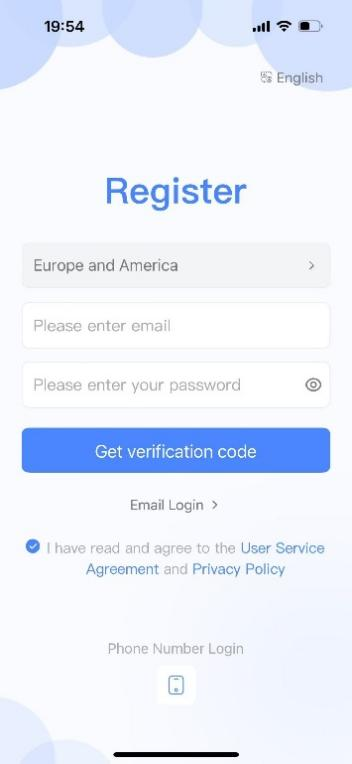 19:54
English
Register
Europe and America
Please enter email
Please enter your password
Get verification code
Email Login
I have read and agree to the User Service
Agreement and Privacy Policy
Phone Number Login